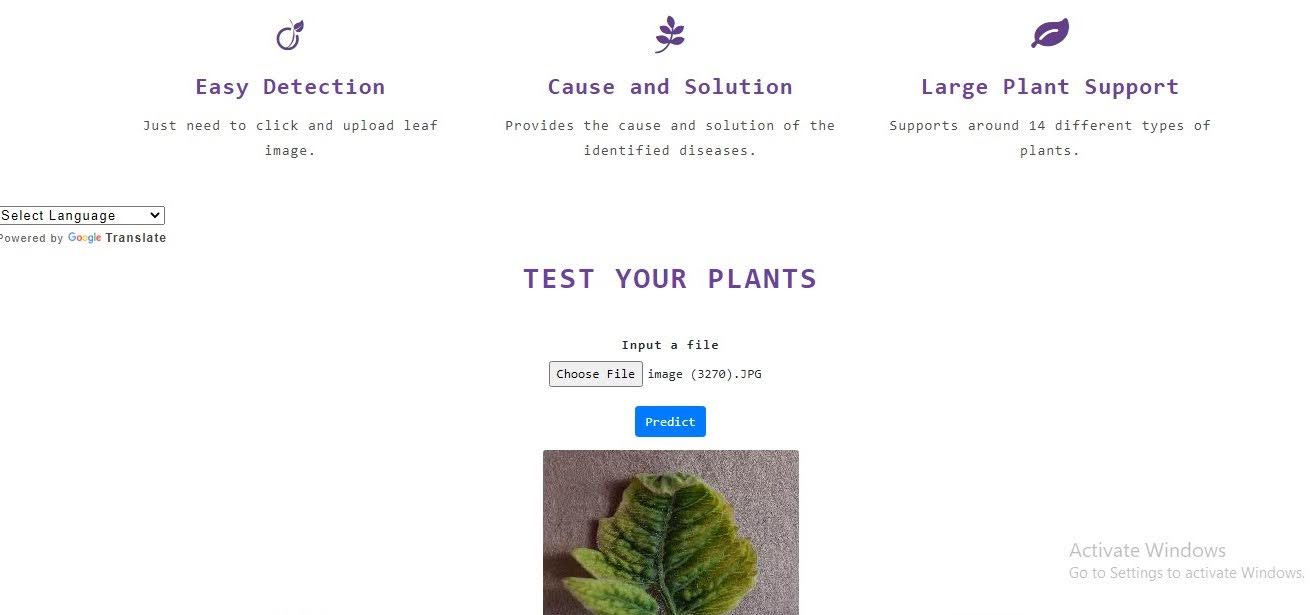 Easy Detection
Just need to click and upload leaf
image.
Cause and Solution
Provides the cause and solution of the
identified diseases.
Large Plant Support
Supports around 14 different types of
plants.
Select Language
Powered by Google Translate
TEST YOUR PLANTS
Input a file
Choose File image (3270).JPG
Predict
Activate Windows
Go to Settings to activate Windows.